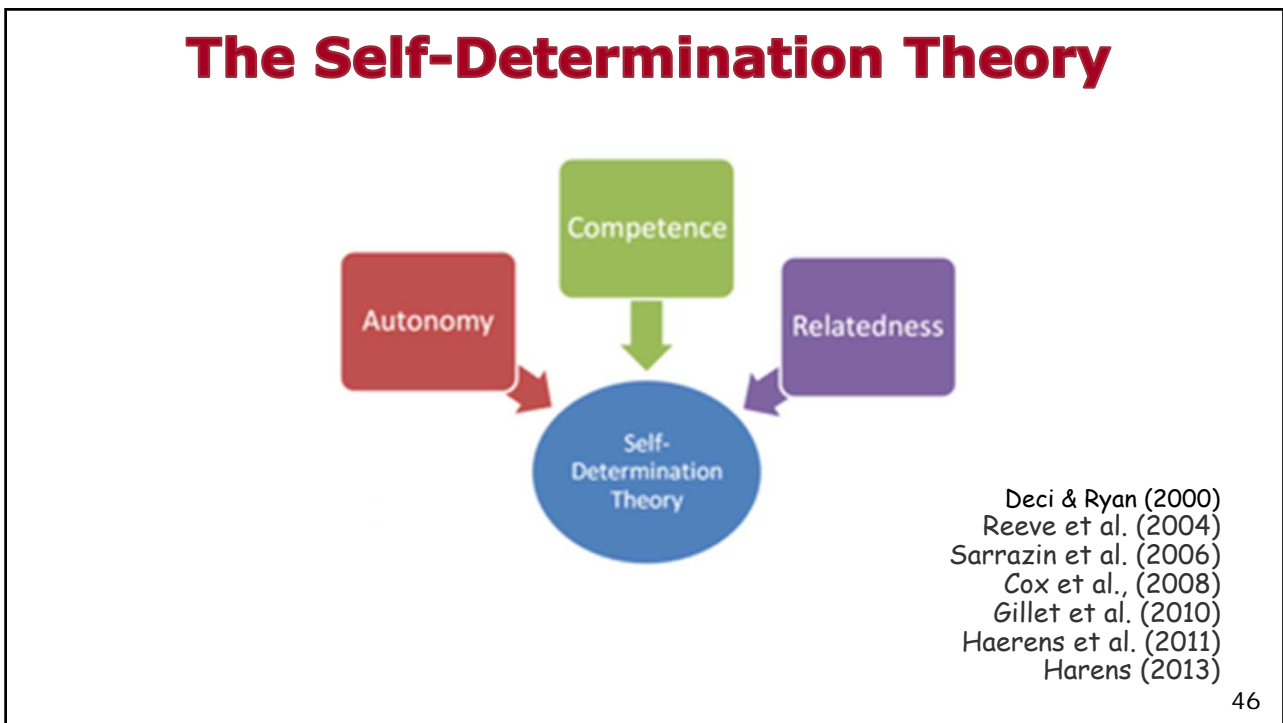 The Self-Determination Theory
Competence
Autonomy
Relatedness
Self-
Determination
Theory
Deci & Ryan (2000)
Reeve et al. (2004)
Sarrazin et al. (2006)
Cox et al., (2008)
Gillet et al. (2010)
Haerens et al. (2011)
Harens (2013)
46